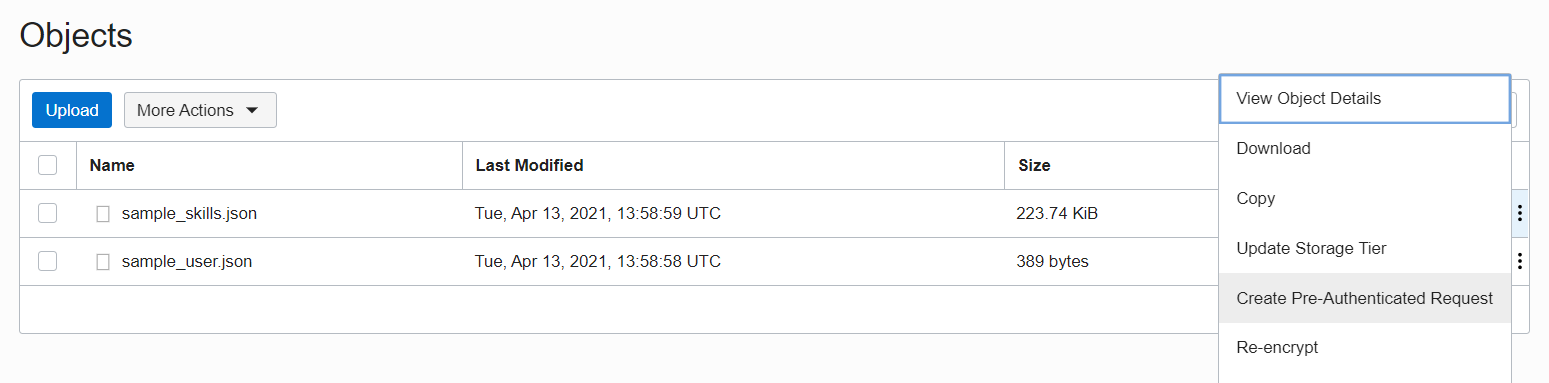 Objects
Upload More Actions
Name Last Modified Size
sample_skills.json Tue, Apr 13, 2021, 13:58:59 UTC 223.74 KiB
sample_user.json Tue, Apr 13, 2021, 13:58:58 UTC 389 bytes
View Object Details
Download
Copy
Update Storage Tier
Create Pre-Authenticated Request
Re-encrypt